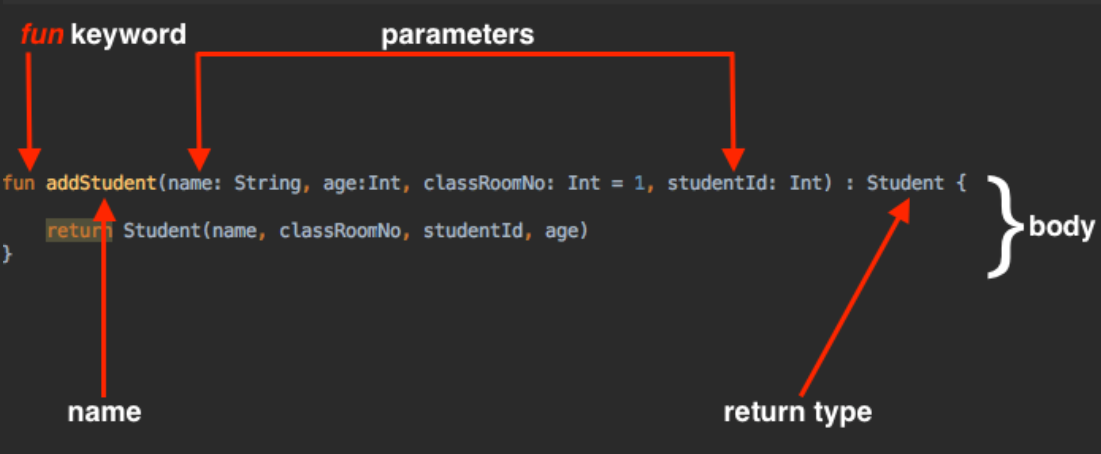 fun keyword
parameters
fun addStudent(name: String, age:Int, classRoomNo: Int = 1, studentId: Int) : Student {
return Student(name, classRoomNo, studentId, age)
}
body
name
return type